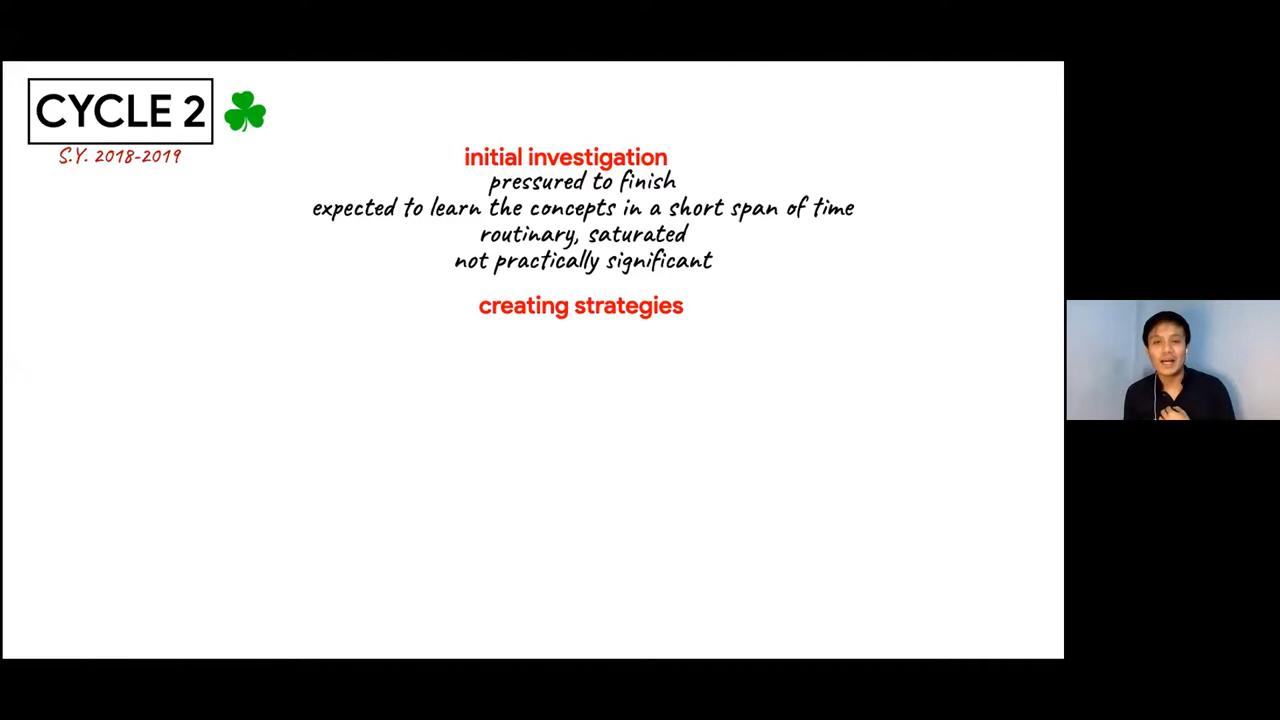 CYCLE 2
S.Y. 2018-2019
initial investigation
pressured to finish
expected to learn the concepts in a short span of time
routinary, saturated
not practically significant
creating strategies